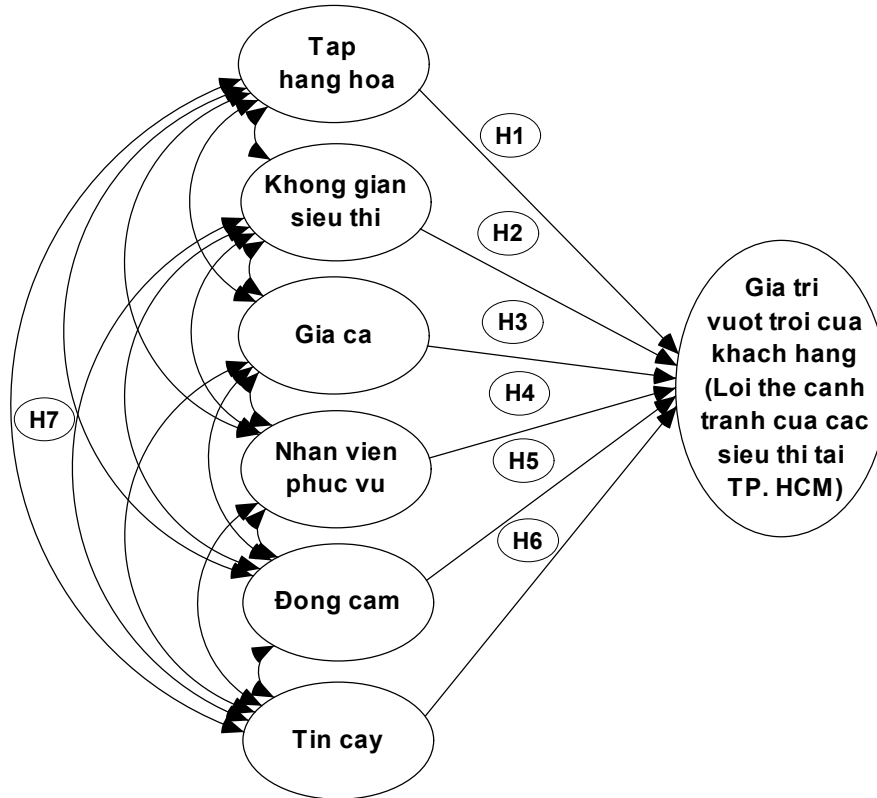 Tap
hang hoa
H1
Khong gian
sieu thi
H2
Gia ca
H3
Gia tri
vuot troi cua
khach hang
(Loi the canh
tranh cua cac
sieu thi tai
TP. HCM)
H4
H7
Nhan vien
phuc vu
H5
H6
Đong cam
Tin cay